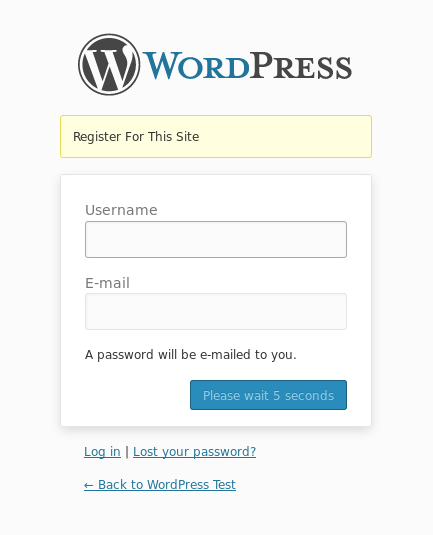 WORDPRESS
Register For This Site
Username
E-mail
A password will be e-mailed to you.
Please wait 5 seconds
Log in | Lost your password?
← Back to WordPress Test